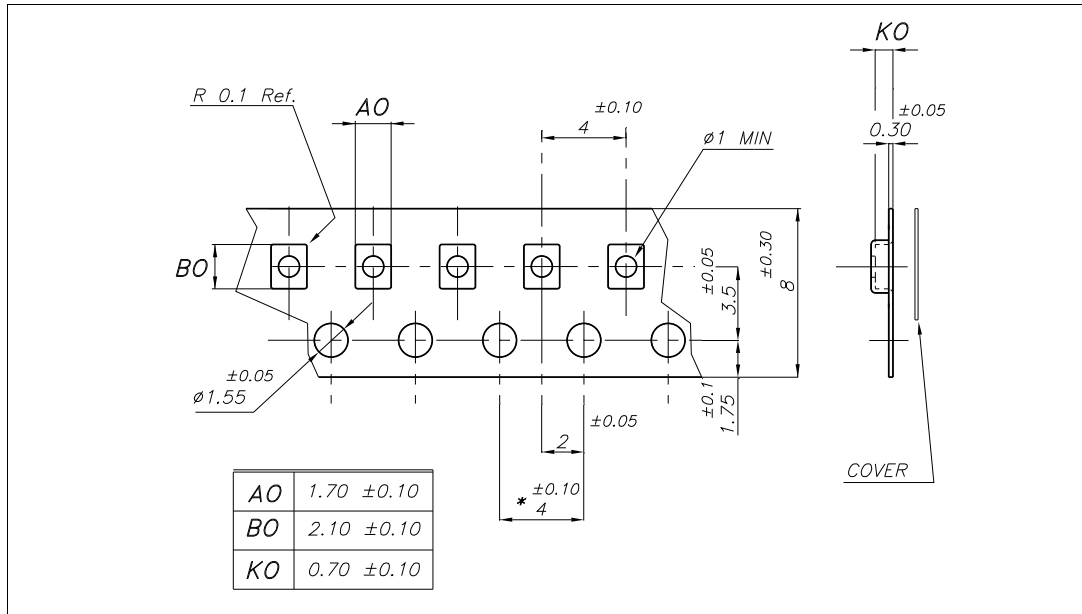 KO
R 0.1 Ref.
AO
±0.10
4
±0.05
0.30
ø1 MIN
BO
±0.05
3.5
±0.30
8
±0.05
ø1.55
±0.1
1.75
±0.05
2
COVER
* ±0.10
4
AO 1.70 ±0.10
BO 2.10 ±0.10
KO 0.70 ±0.10